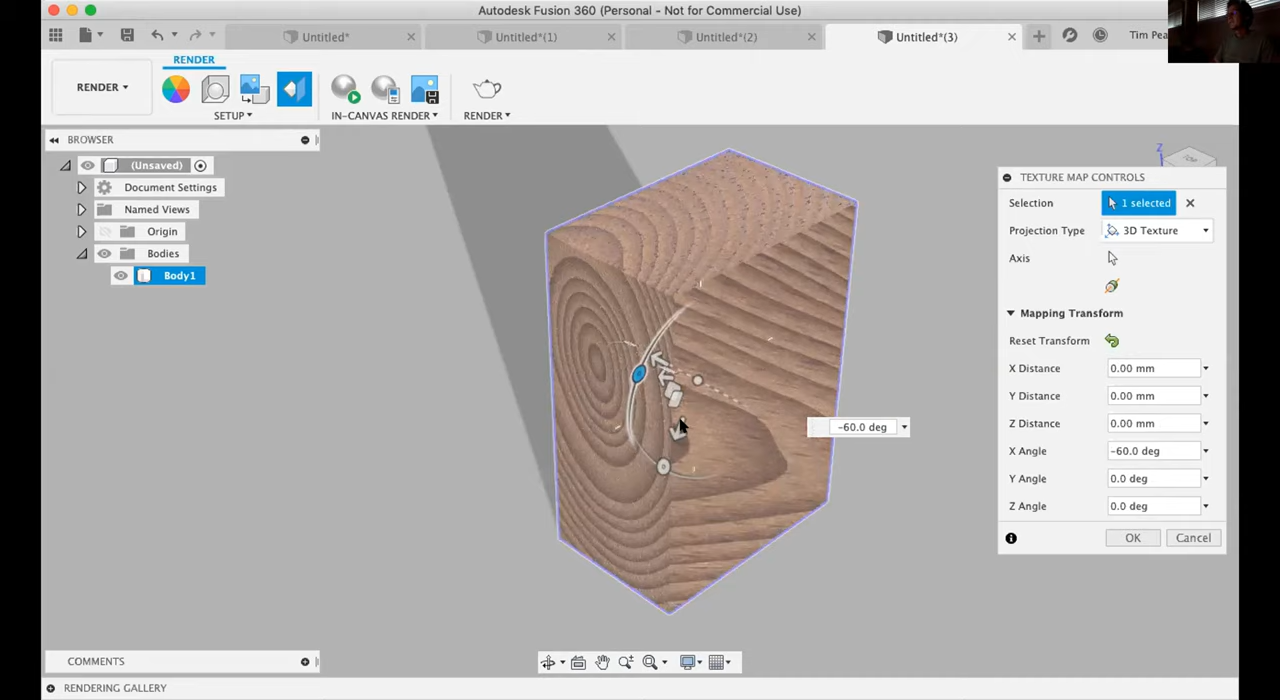 Autodesk Fusion 360 (Personal - Not for Commercial Use)
Untitled*
Untitled*(1)
Untitled*(2)
Untitled*(3)
Tim Pea
RENDER
RENDER
SETUP
IN-CANVAS RENDER
RENDER
BROWSER
(Unsaved)
Document Settings
Named Views
Origin
Bodies
Body1
Z
TOP
TEXTURE MAP CONTROLS
Selection 1 selected
Projection Type 3D Texture
Axis
Mapping Transform
Reset Transform
X Distance 0.00 mm
Y Distance 0.00 mm
Z Distance 0.00 mm
X Angle -60.0 deg
Y Angle 0.0 deg
Z Angle 0.0 deg
OK Cancel
-60.0 deg
COMMENTS
RENDERING GALLERY